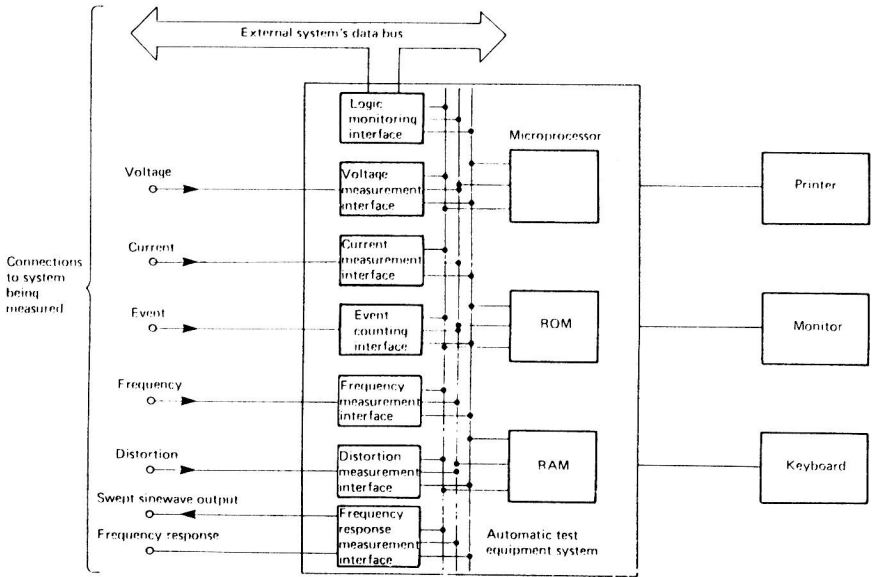 External system's data bus
Logic
monitoring
interface
Microprocessor
Voltage
Voltage
measurement
interface
Printer
Connections
to system
being
measured
Current
Current
measurement
interface
Event
Event
counting
interface
ROM
Monitor
Frequency
Frequency
measurement
interface
Distortion
Distortion
measurement
interface
RAM
Keyboard
Swept sinewave output
Frequency response
Frequency
response
measurement
interface
Automatic test
equipment system